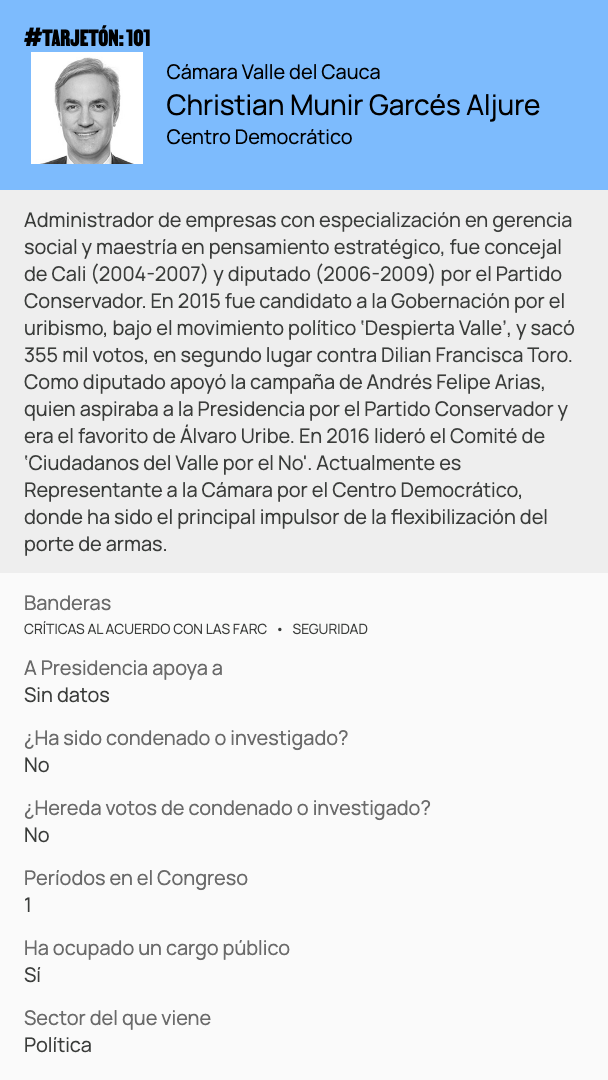 #TARJETÓN: 101
Cámara Valle del Cauca
Christian Munir Garcés Aljure
Centro Democrático
Administrador de empresas con especialización en gerencia
social y maestría en pensamiento estratégico, fue concejal
de Cali (2004-2007) y diputado (2006-2009) por el Partido
Conservador. En 2015 fue candidato a la Gobernación por el
uribismo, bajo el movimiento político ‘Despierta Valle’, y sacó
355 mil votos, en segundo lugar contra Dilian Francisca Toro.
Como diputado apoyó la campaña de Andrés Felipe Arias,
quien aspiraba a la Presidencia por el Partido Conservador y
era el favorito de Álvaro Uribe. En 2016 lideró el Comité de
‘Ciudadanos del Valle por el No'. Actualmente es
Representante a la Cámara por el Centro Democrático,
donde ha sido el principal impulsor de la flexibilización del
porte de armas.
Banderas
CRÍTICAS AL ACUERDO CON LAS FARC • SEGURIDAD
A Presidencia apoya a
Sin datos
¿Ha sido condenado o investigado?
No
¿Hereda votos de condenado o investigado?
No
Períodos en el Congreso
1
Ha ocupado un cargo público
Sí
Sector del que viene
Política